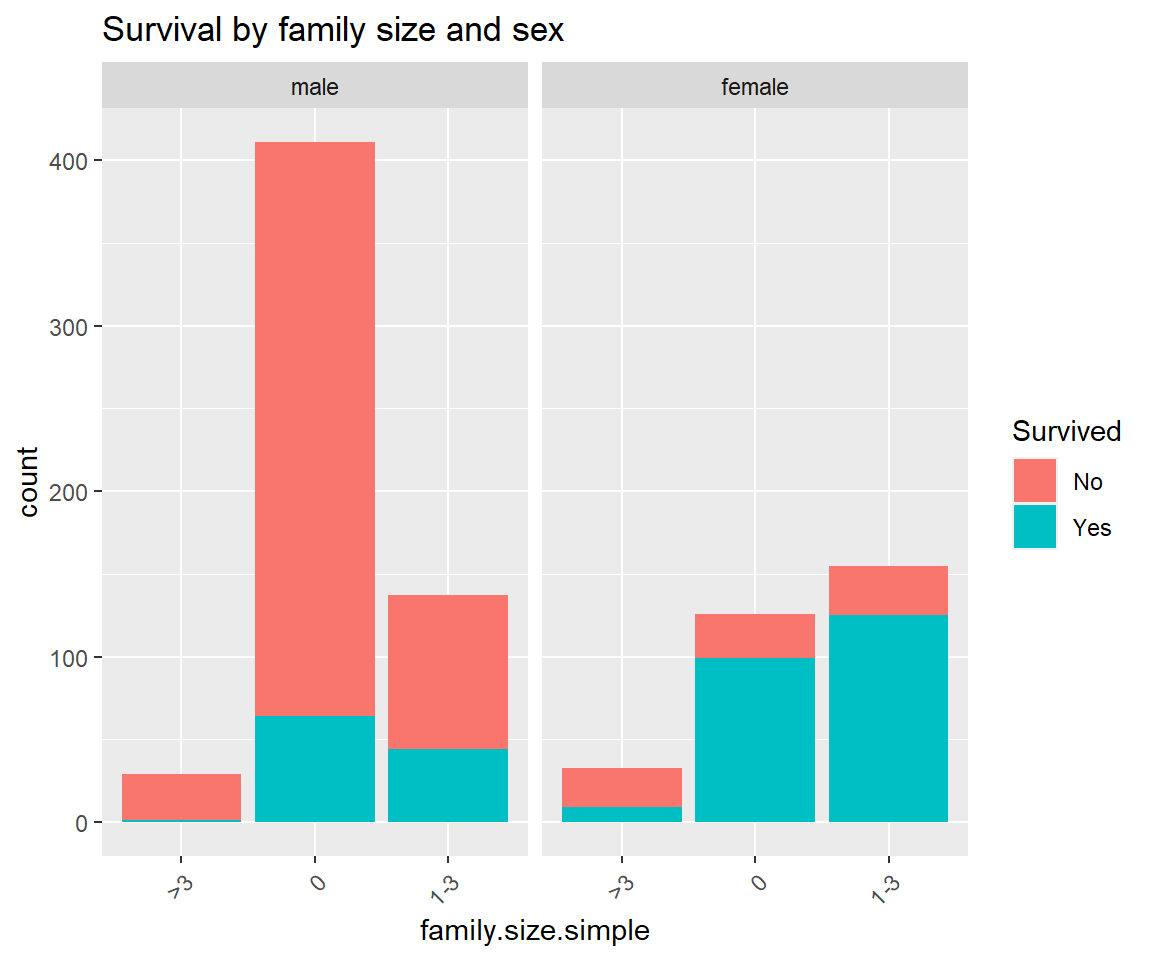 Survival by family size and sex
male
female
count
400
300
200
100
0
>3
0
1-3
>3
0
1-3
family.size.simple
Survived
No
Yes